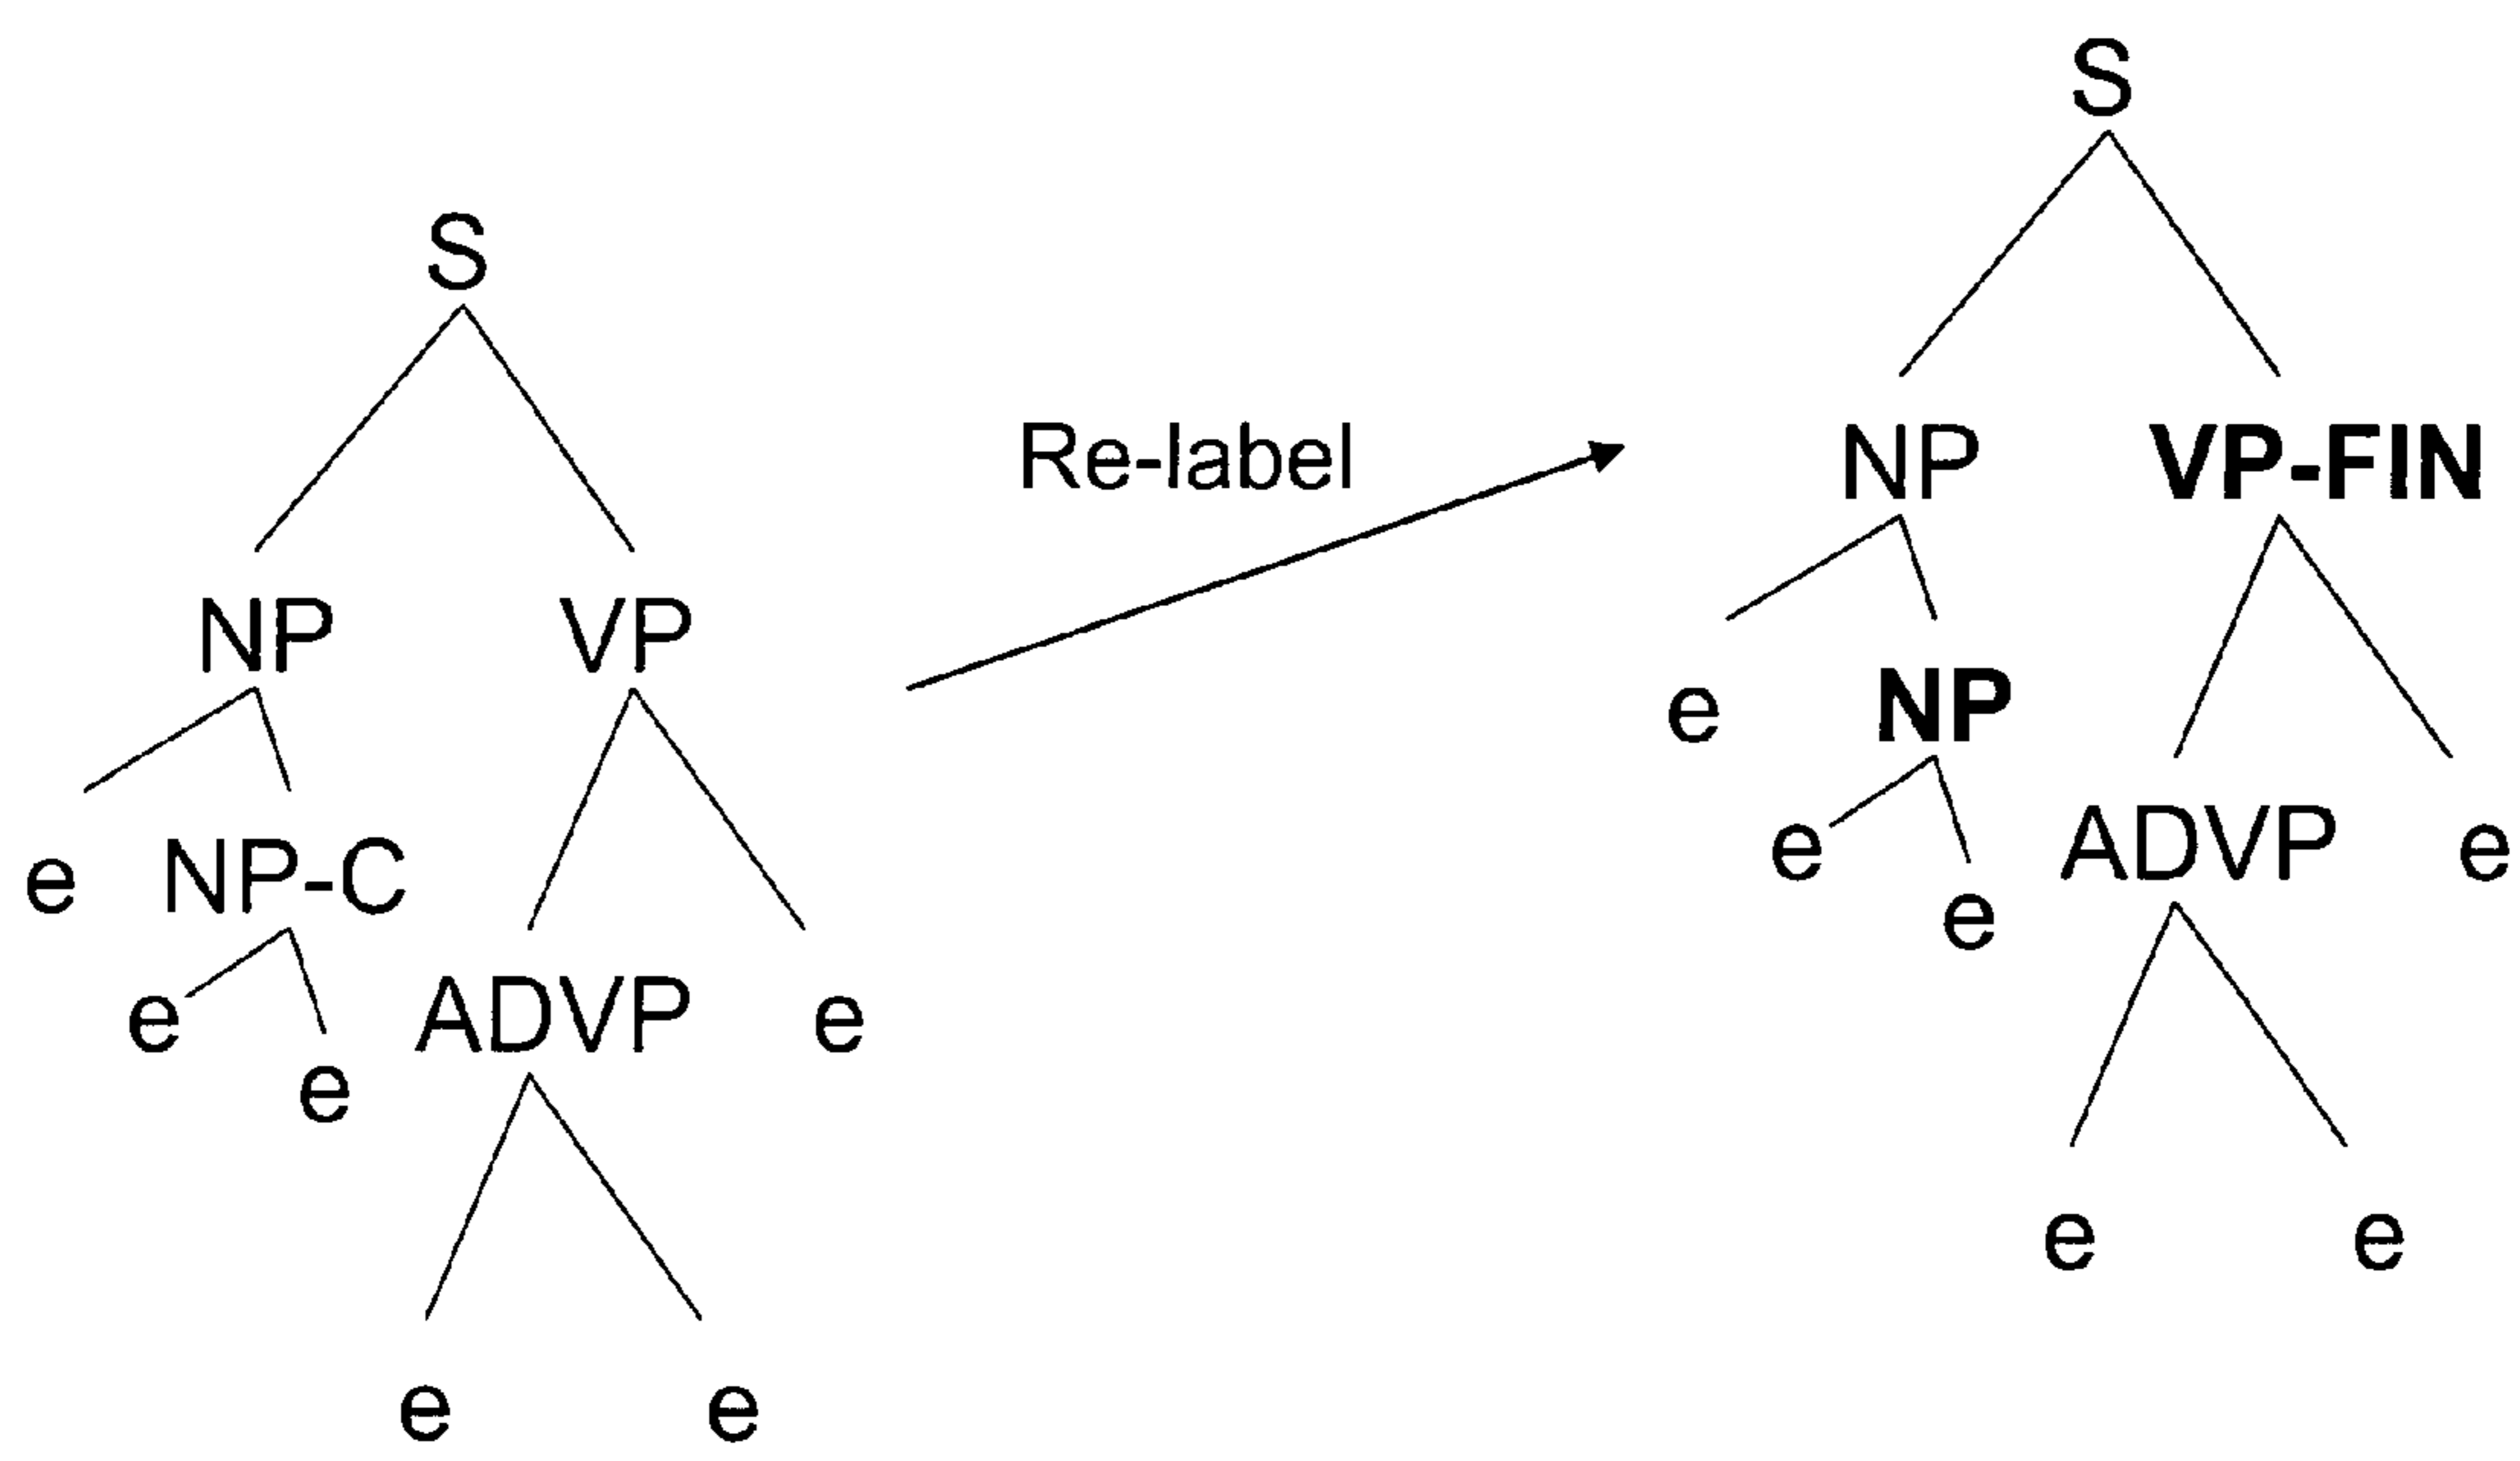 S
NP VP
e NP-C
e ADVP e
e
e e
Re-label
S
NP VP-FIN
e NP
e ADVP e
e
e e